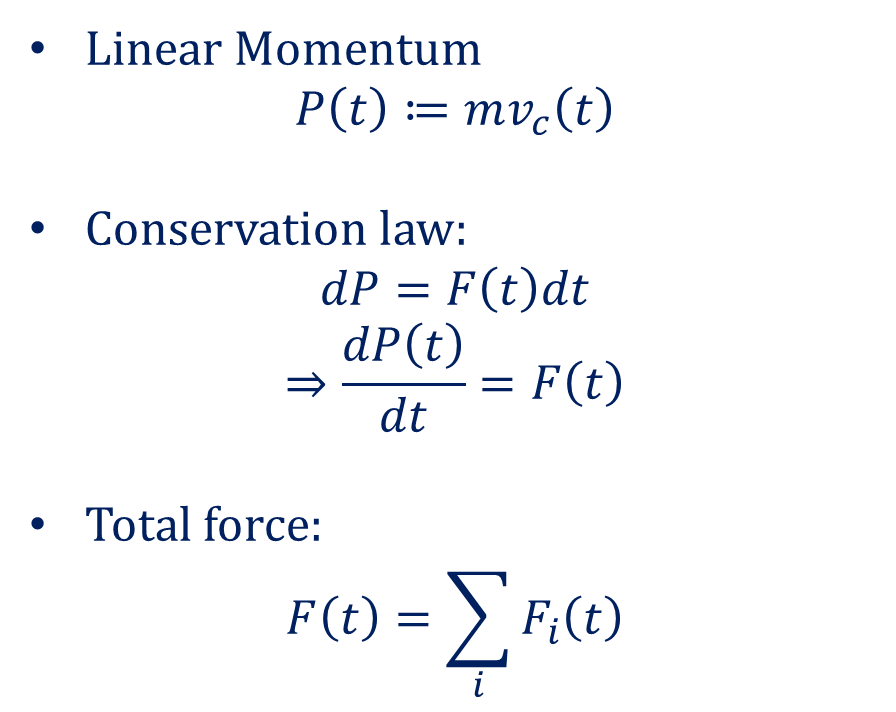 • Linear Momentum
P(t) ≔ mv_c(t)
• Conservation law:
dP = F(t)dt
⇒ dP(t)/dt = F(t)
• Total force:
F(t) = ∑_i F_i(t)